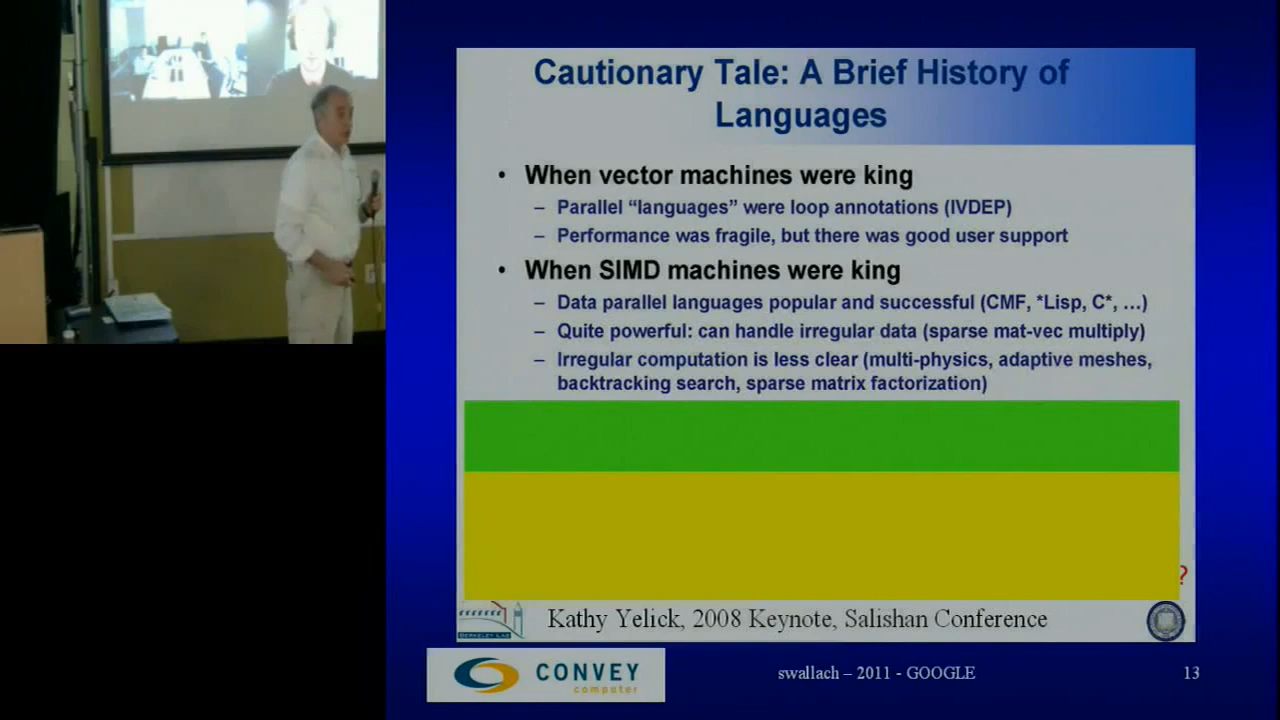 Cautionary Tale: A Brief History of
Languages
• When vector machines were king
– Parallel “languages” were loop annotations (IVDEP)
– Performance was fragile, but there was good user support
• When SIMD machines were king
– Data parallel languages popular and successful (CMF, *Lisp, C*, …)
– Quite powerful: can handle irregular data (sparse mat-vec multiply)
– Irregular computation is less clear (multi-physics, adaptive meshes,
backtracking search, sparse matrix factorization)
?
BERKELEY LAB
Kathy Yelick, 2008 Keynote, Salishan Conference
CONVEY
computer
swallach – 2011 - GOOGLE
13